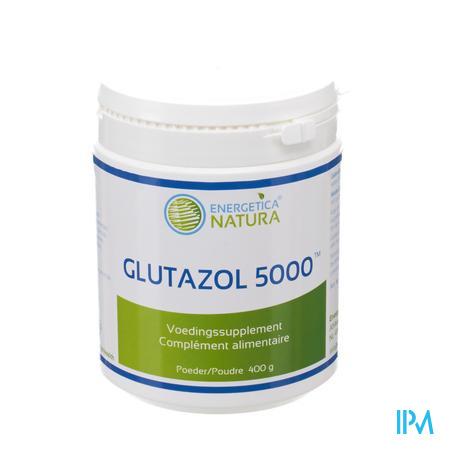 ENERGETICA®
NATURA
GLUTAZOL 5000™
Voedingssupplement
Complément alimentaire
Poeder/Poudre 400 g
IPM